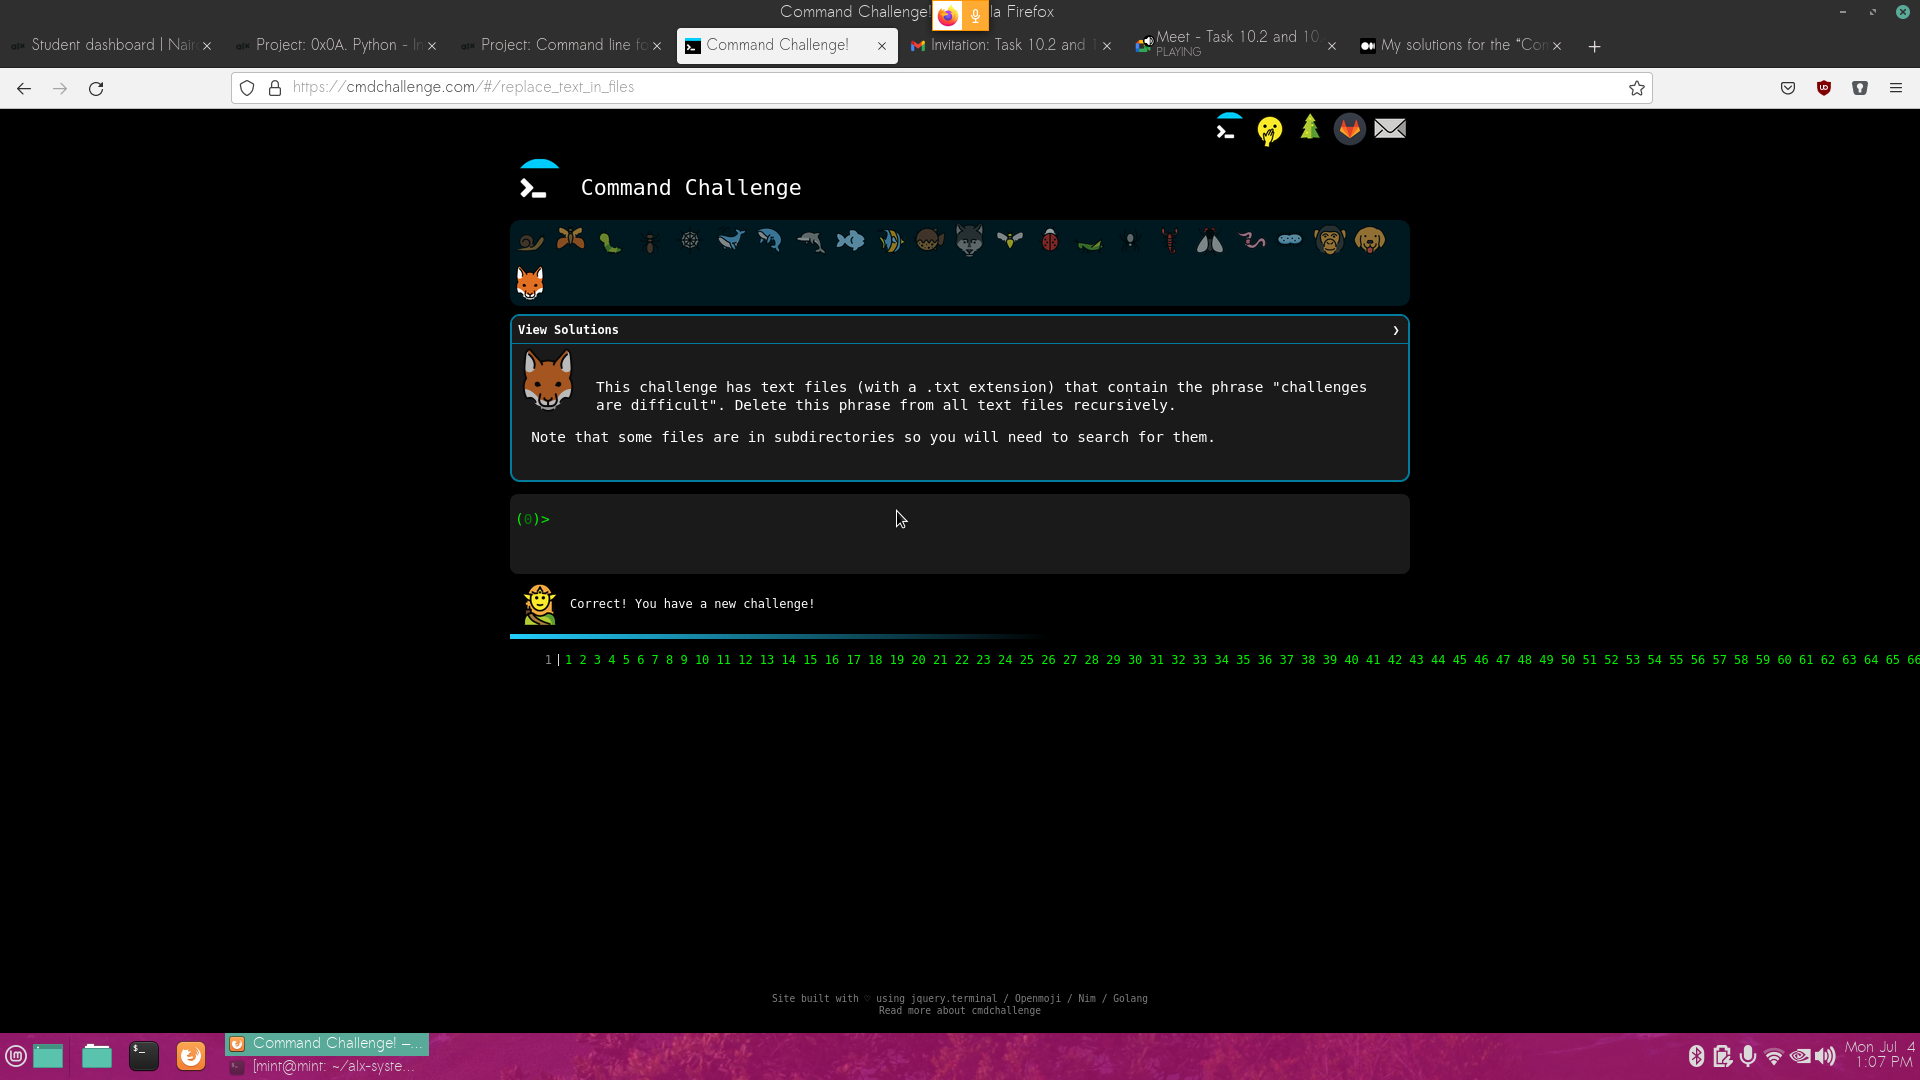 Command Challenge! la Firefox
Student dashboard | Nair
Project: 0x0A. Python - In
Project: Command line fo
Command Challenge!
Invitation: Task 10.2 and 1
Meet - Task 10.2 and 10
PLAYING
My solutions for the “Con
https://cmdchallenge.com/#/replace_text_in_files
Command Challenge
View Solutions
This challenge has text files (with a .txt extension) that contain the phrase "challenges
are difficult". Delete this phrase from all text files recursively.
Note that some files are in subdirectories so you will need to search for them.
(0)>
Correct! You have a new challenge!
1 | 1 2 3 4 5 6 7 8 9 10 11 12 13 14 15 16 17 18 19 20 21 22 23 24 25 26 27 28 29 30 31 32 33 34 35 36 37 38 39 40 41 42 43 44 45 46 47 48 49 50 51 52 53 54 55 56 57 58 59 60 61 62 63 64 65 66
Site built with ♡ using jquery.terminal / Openmoji / Nim / Golang
Read more about cmdchallenge
Command Challenge! —...
[mint@mint: ~/alx-syste...
Mon Jul 4
1:07 PM